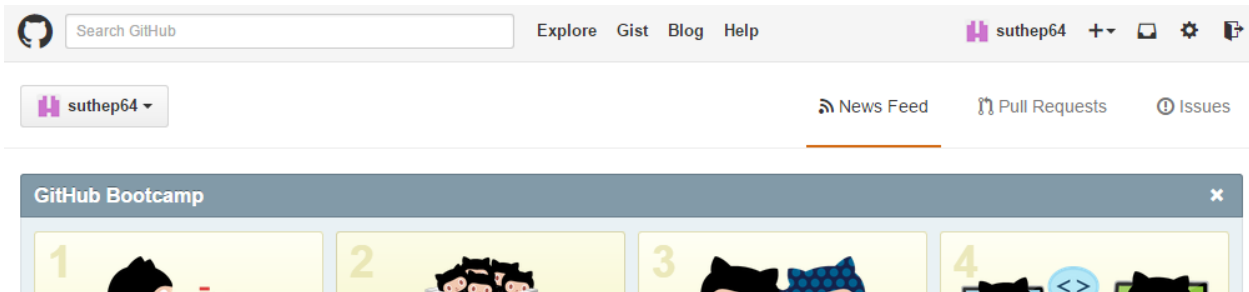 Search GitHub Explore Gist Blog Help suthep64
suthep64 News Feed Pull Requests Issues
GitHub Bootcamp
1 2 3 4
<>